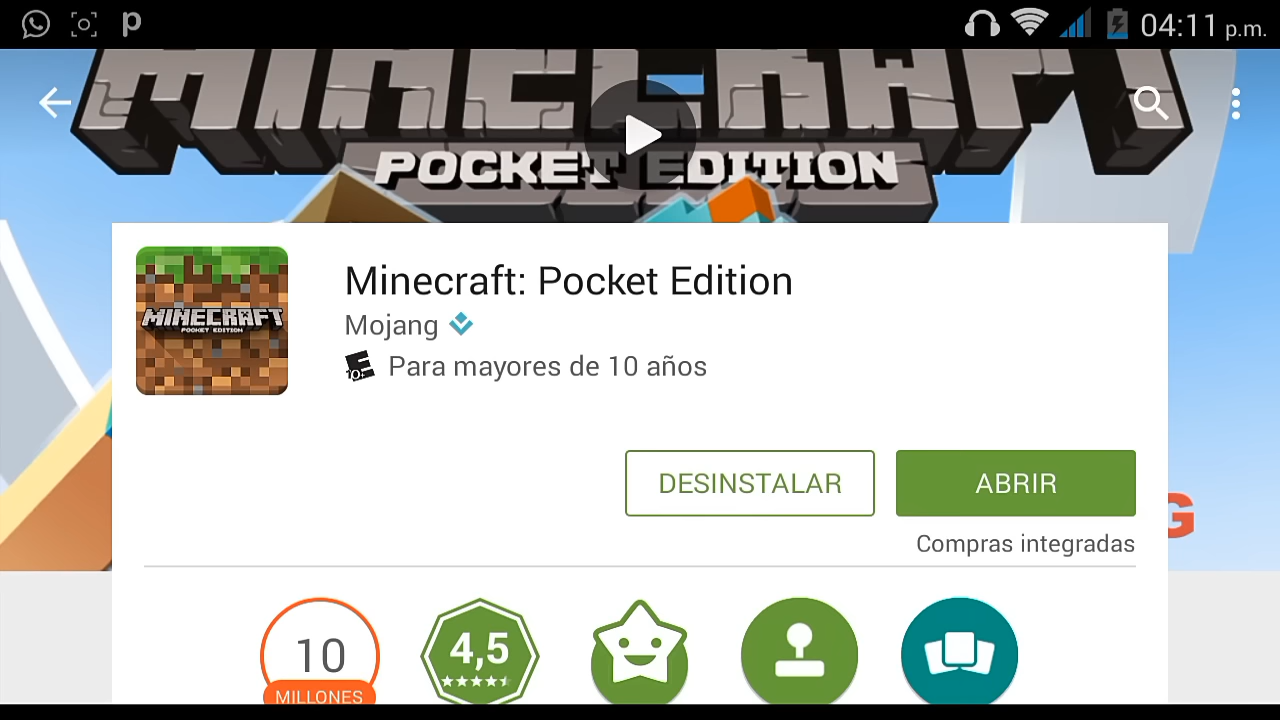 04:11 p.m.
MINECRAFT
POCKET EDITION
MINECRAFT
POCKET EDITION
Minecraft: Pocket Edition
Mojang
E
10+
Para mayores de 10 años
DESINSTALAR
ABRIR
G
Compras integradas
10
MILLONES
4,5